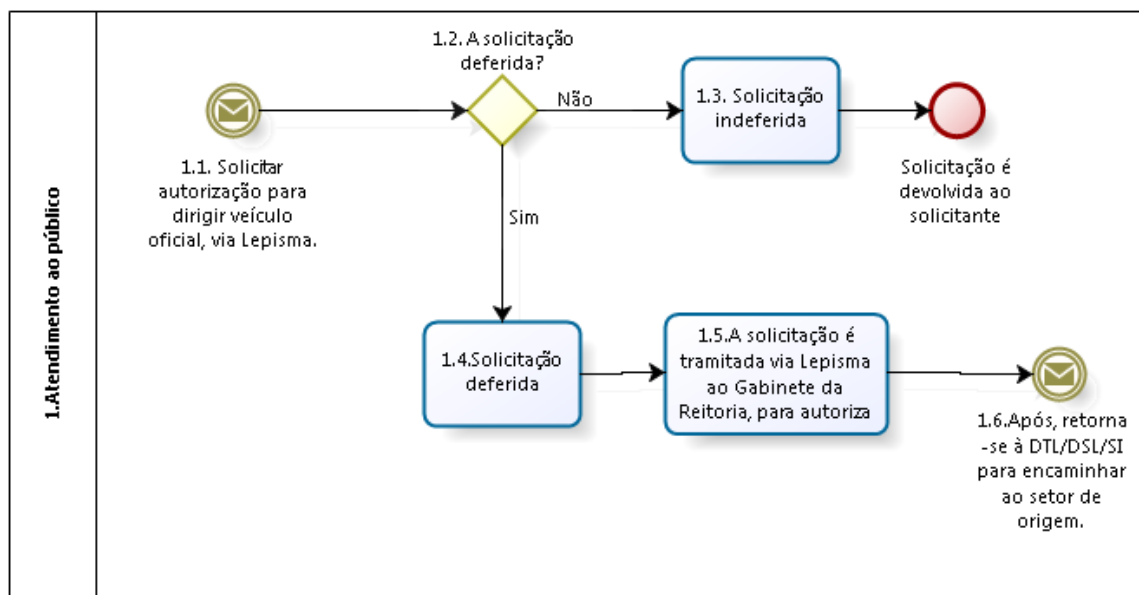 1.Atendimento ao público
1.1. Solicitar
autorização para
dirigir veículo
oficial, via Lepisma.
1.2. A solicitação
deferida?
Não
1.3. Solicitação
indeferida
Solicitação é
devolvida ao
solicitante
Sim
1.4.Solicitação
deferida
1.5.A solicitação é
tramitada via Lepisma
ao Gabinete da
Reitoria, para autoriza
1.6.Após, retorna
-se à DTL/DSL/SI
para encaminhar
ao setor de
origem.